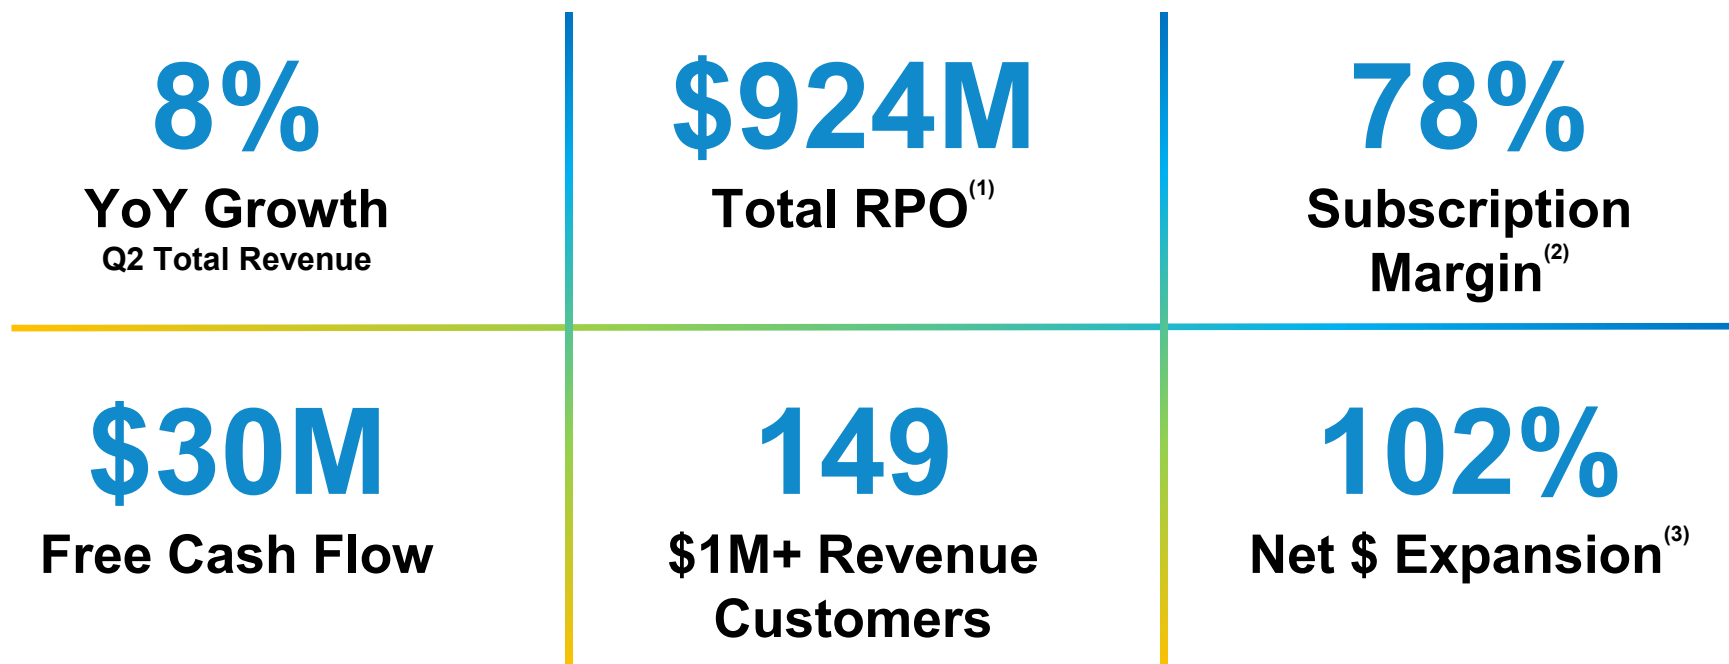 8%
YoY Growth
Q2 Total Revenue
$924M
Total RPO(1)
78%
Subscription
Margin(2)
$30M
Free Cash Flow
149
$1M+ Revenue
Customers
102%
Net $ Expansion(3)